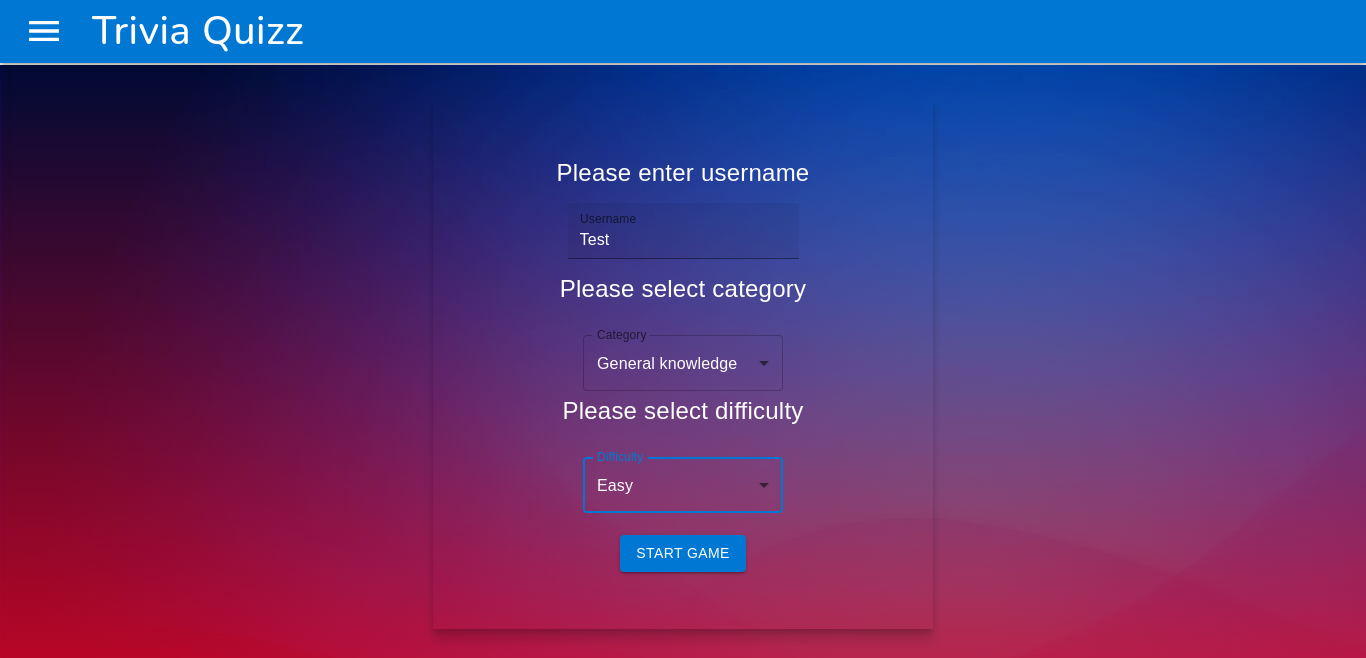 Trivia Quizz
Please enter username
Username
Test
Please select category
Category
General knowledge
Please select difficulty
Difficulty
Easy
START GAME